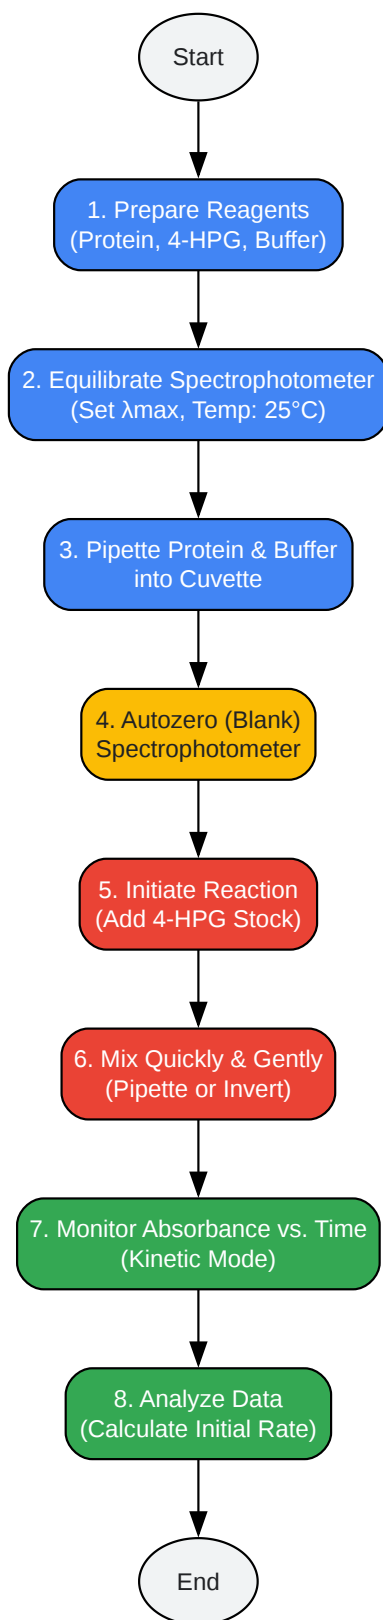 Start
1. Prepare Reagents
(Protein, 4-HPG, Buffer)
2. Equilibrate Spectrophotometer
(Set λmax, Temp: 25°C)
3. Pipette Protein & Buffer
into Cuvette
4. Autozero (Blank)
Spectrophotometer
5. Initiate Reaction
(Add 4-HPG Stock)
6. Mix Quickly & Gently
(Pipette or Invert)
7. Monitor Absorbance vs. Time
(Kinetic Mode)
8. Analyze Data
(Calculate Initial Rate)
End